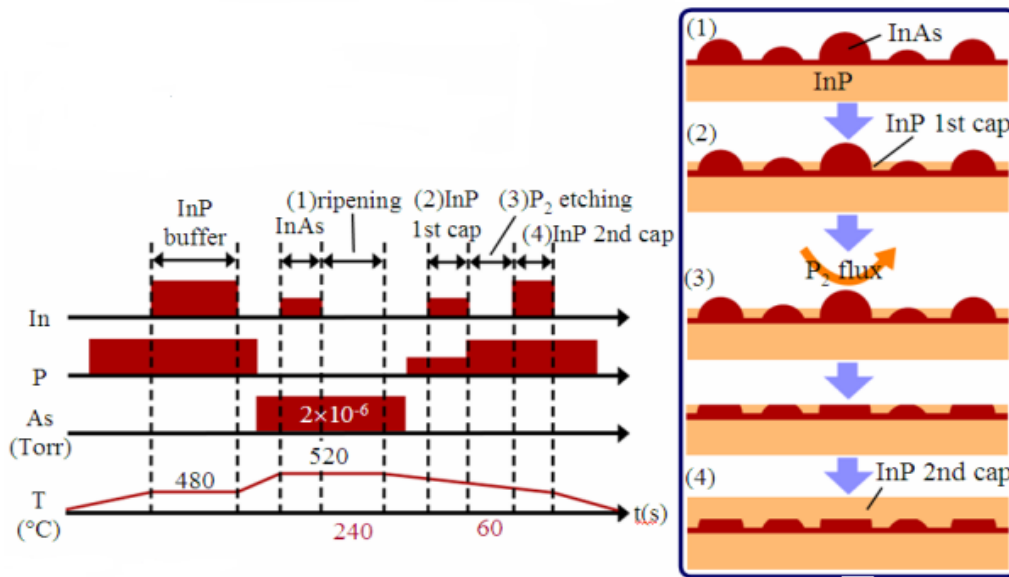 InP
buffer
InAs
(1)ripening
(2)InP
1st cap
(3)P₂ etching
(4)InP 2nd cap
In
P
As
(Torr)
2×10⁻⁶
T
(°C)
480
520
240
60
t(s)
(1)
InAs
InP
(2)
InP 1st cap
(3)
P₂ flux
(4)
InP 2nd cap